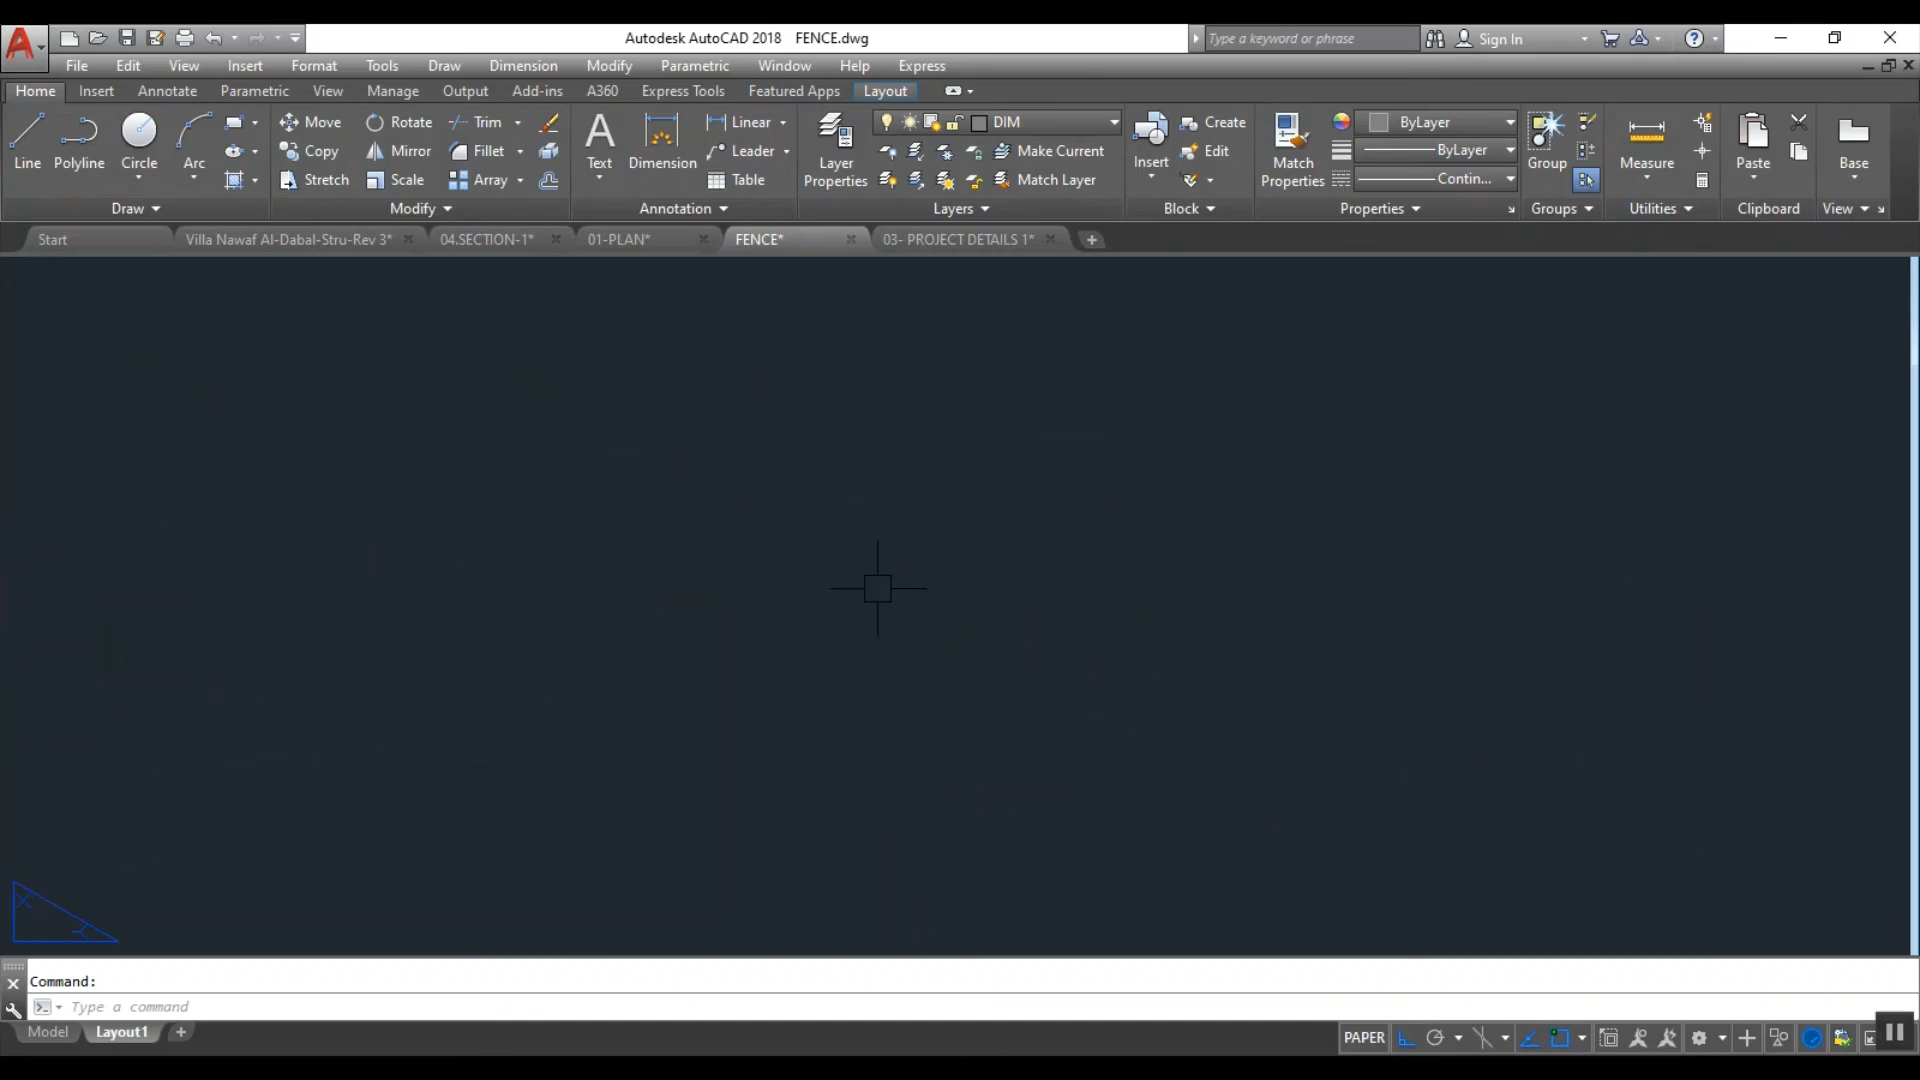 Autodesk AutoCAD 2018 FENCE.dwg
Type a keyword or phrase
Sign In
File Edit View Insert Format Tools Draw Dimension Modify Parametric Window Help Express
Home Insert Annotate Parametric View Manage Output Add-ins A360 Express Tools Featured Apps Layout
Move Rotate Trim
Linear
DIM
Create
ByLayer
Line Polyline Circle Arc
Copy Mirror Fillet
Text Dimension
Leader
Layer Properties
Make Current
Insert
Edit
Match Properties
ByLayer
Group
Measure
Paste
Base
Stretch Scale Array
Table
Match Layer
Contin...
Draw Modify Annotation Layers Block Properties Groups Utilities Clipboard View
Start Villa Nawaf Al-Dabal-Stru-Rev 3* 04.SECTION-1* 01-PLAN* FENCE* 03- PROJECT DETAILS 1*
X
Y
Command:
Type a command
Model Layout1
PAPER